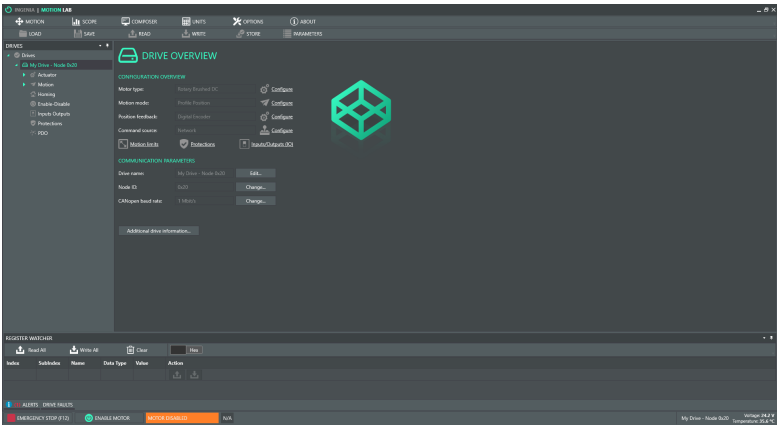 INGENIA | MOTION LAB
MOTION SCOPE COMPOSER UNITS OPTIONS ABOUT
LOAD SAVE READ WRITE STORE PARAMETERS
DRIVES
Drives
My Drive - Node 0x20
Actuator
Motion
Homing
Enable-Disable
Inputs Outputs
Protections
PDO
DRIVE OVERVIEW
CONFIGURATION OVERVIEW
Motor type: Rotary Brushed DC Configure
Motion mode: Profile Position Configure
Position feedback: Digital Encoder Configure
Command source: Network Configure
Motion limits Protections Inputs/Outputs (IO)
COMMUNICATION PARAMETERS
Drive name: My Drive - Node 0x20 Edit...
Node ID: 0x20 Change...
CANopen baud rate: 1 Mbit/s Change...
Additional drive information...
REGISTER WATCHER
Read All Write All Clear Hex
Index SubIndex Name Data Type Value Action
ALERTS DRIVE FAULTS
EMERGENCY STOP (F12) ENABLE MOTOR MOTOR DISABLED N/A My Drive - Node 0x20 Voltage: 24.2 V
Temperature: 35.6 °C